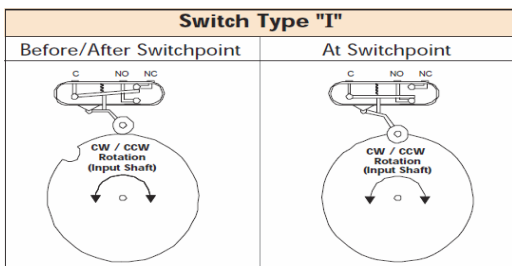 Switch Type "I"
Before/After Switchpoint
At Switchpoint
C NO NC
CW / CCW
Rotation
(Input Shaft)
C NO NC
CW / CCW
Rotation
(Input Shaft)